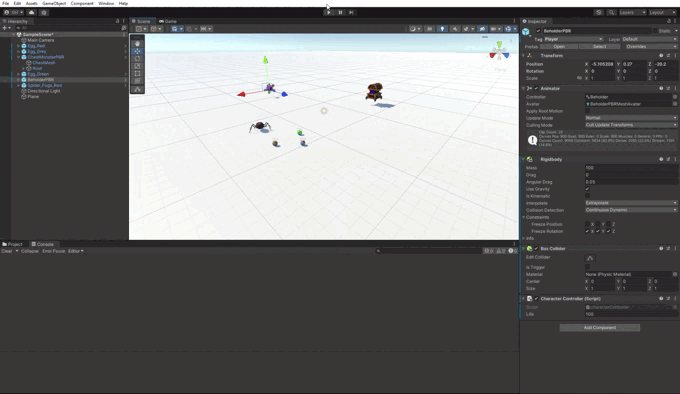 File Edit Assets GameObject Component Window Help
Layers Layout
Hierarchy
Scene Game
Inspector
All
SampleScene*
Main Camera
Egg_Red
Egg_Grey
ChestMonsterPBR
ChestMesh
Root
Egg_Green
BeholderPBR
Spider_Fuga_Red
Directional Light
Plane
BeholderPBR
Static
Tag Player
Layer Default
Prefab Open Select Overrides
Transform
Position X -5.105208 Y 0.27 Z -20.2
Rotation X 0 Y 0 Z 0
Scale X 1 Y 1 Z 1
Animator
Controller Beholder
Avatar BeholderPBRMeshAvatar
Apply Root Motion
Update Mode Normal
Culling Mode Cull Update Transforms
Rigidbody
Mass 100
Drag 0
Angular Drag 0.05
Use Gravity
Is Kinematic
Interpolate Extrapolate
Collision Detection Continuous Dynamic
Constraints
Freeze Position X Y Z
Freeze Rotation X Y Z
Info
Box Collider
Edit Collider
Is Trigger
Material None (Physic Material)
Center X 0 Y 0 Z 0
Size X 1 Y 1 Z 1
Character Controller (Script)
Script
Life 100
Add Component
Project Console
Clear Collapse Error Pause Editor